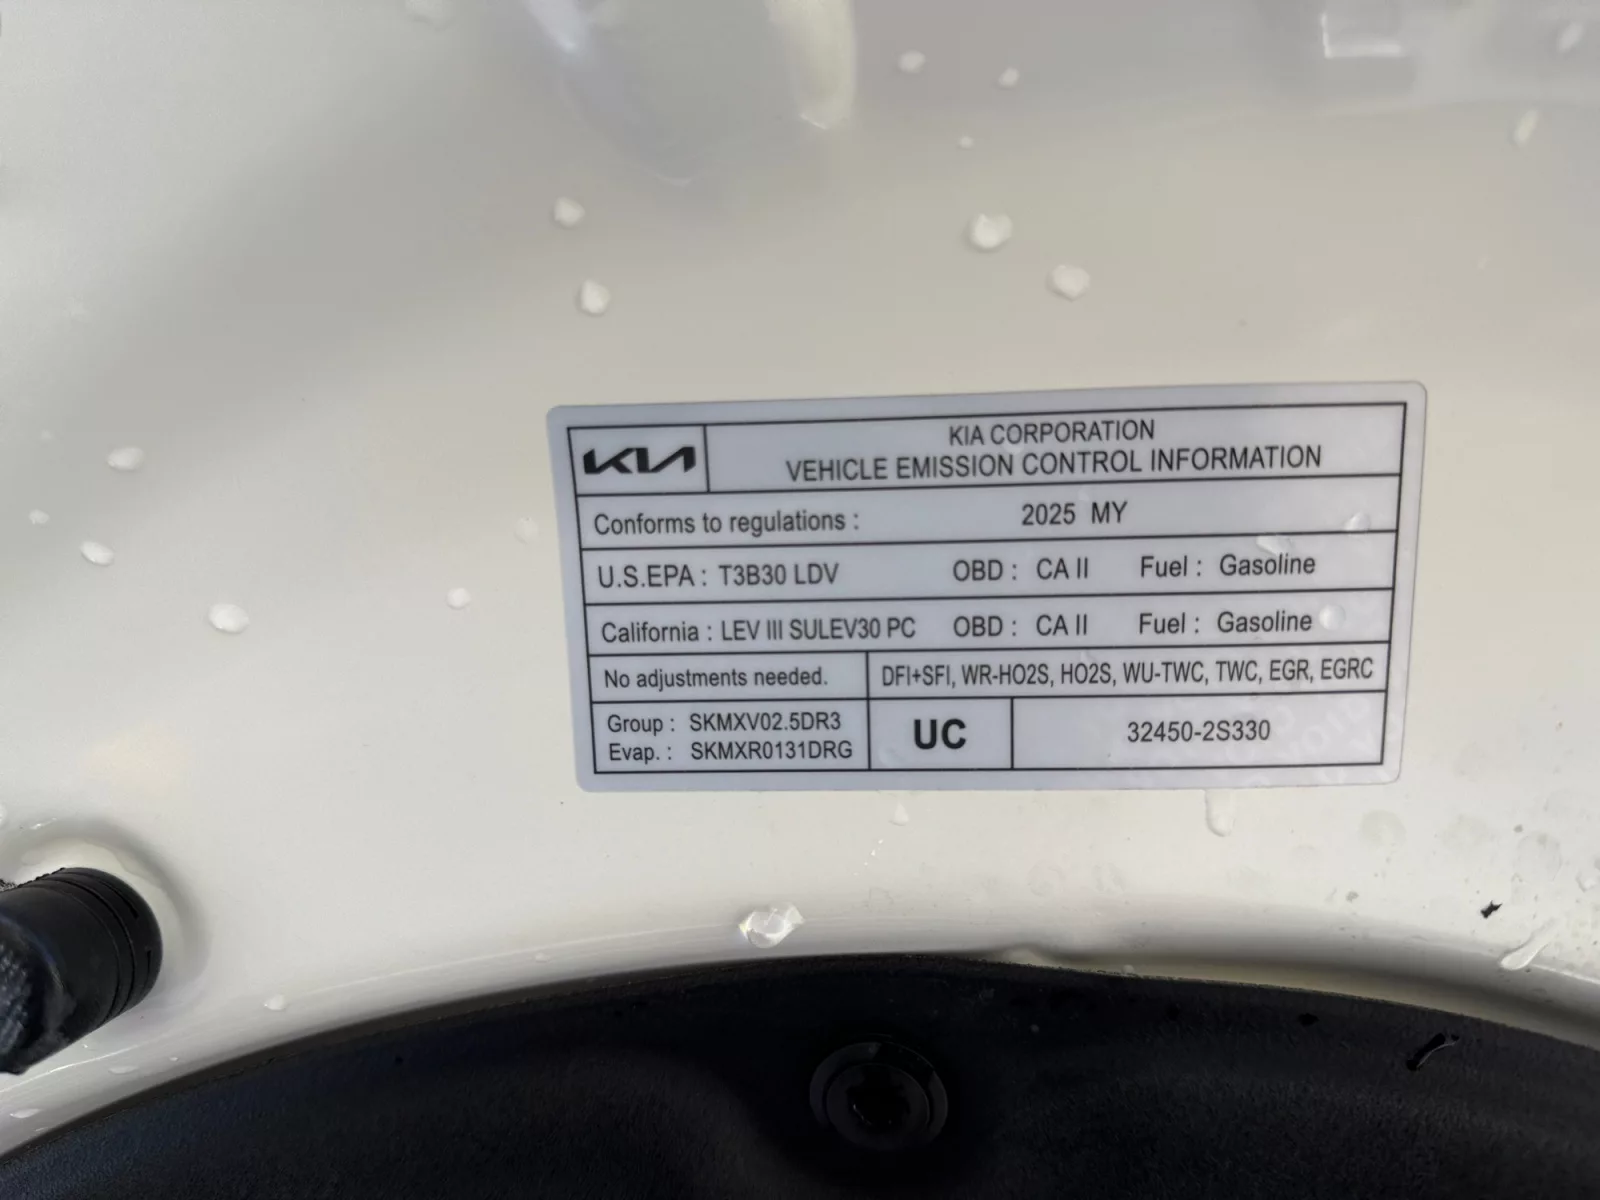 KIA
KIA CORPORATION
VEHICLE EMISSION CONTROL INFORMATION
Conforms to regulations : 2025 MY
U.S.EPA : T3B30 LDV OBD : CA II Fuel : Gasoline
California : LEV III SULEV30 PC OBD : CA II Fuel : Gasoline
No adjustments needed. DFI+SFI, WR-HO2S, HO2S, WU-TWC, TWC, EGR, EGRC
Group : SKMXV02.5DR3
Evap. : SKMXR0131DRG
UC
32450-2S330